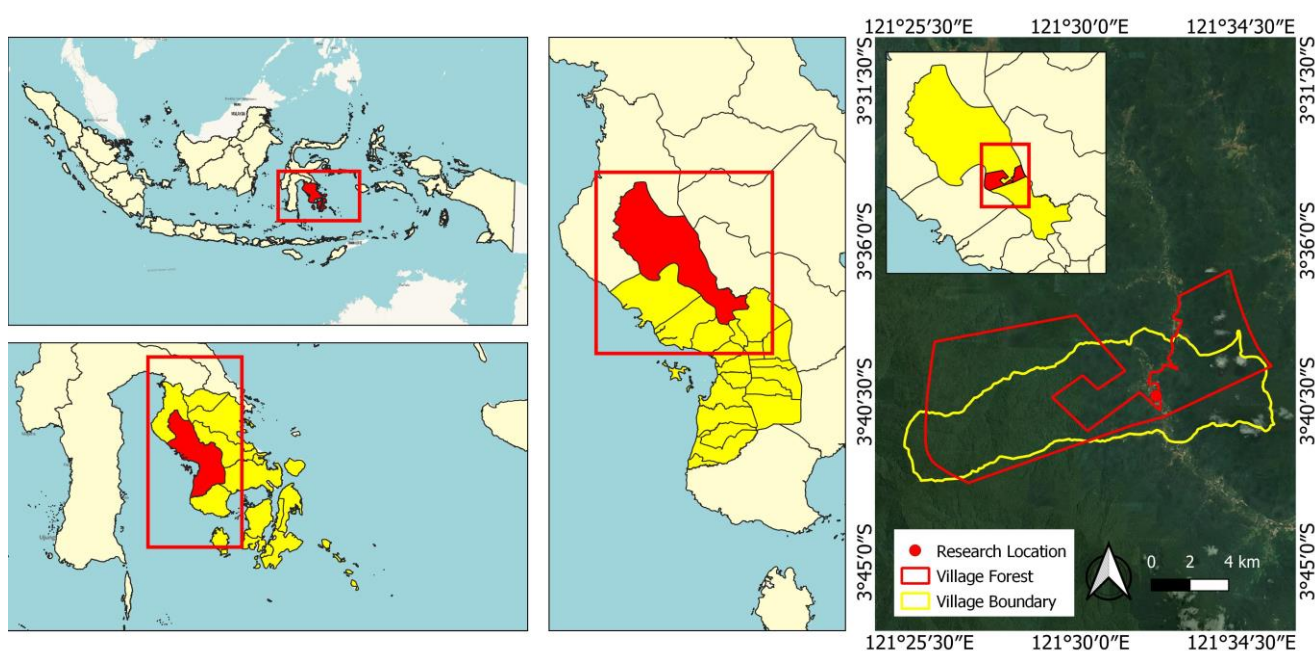 121°25′30″E 121°30′0″E 121°34′30″E
3°31′30″S
3°31′30″S
3°36′0″S
3°36′0″S
3°40′30″S
3°40′30″S
3°45′0″S
3°45′0″S
Research Location
Village Forest
Village Boundary
0 2 4 km
121°25′30″E 121°30′0″E 121°34′30″E